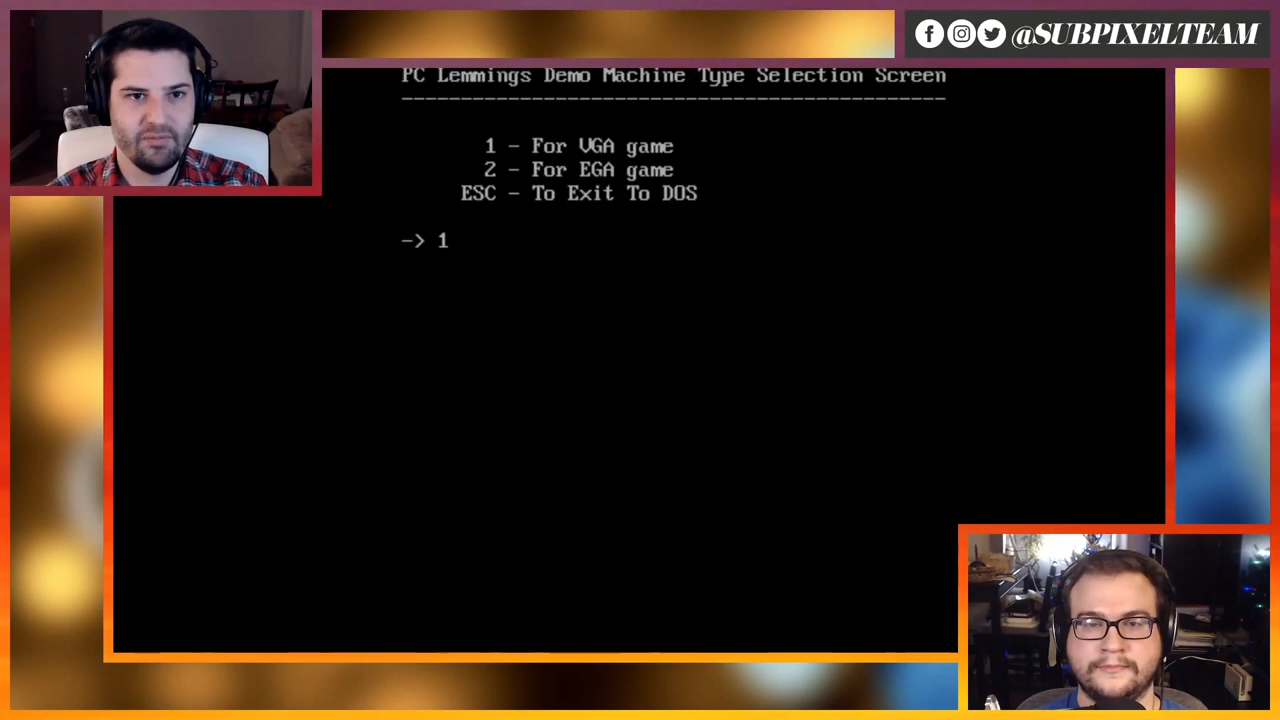 @SUBPIXELTEAM
PC Lemmings Demo Machine Type Selection Screen
----------------------------------------------
1 - For VGA game
2 - For EGA game
ESC - To Exit To DOS
-> 1